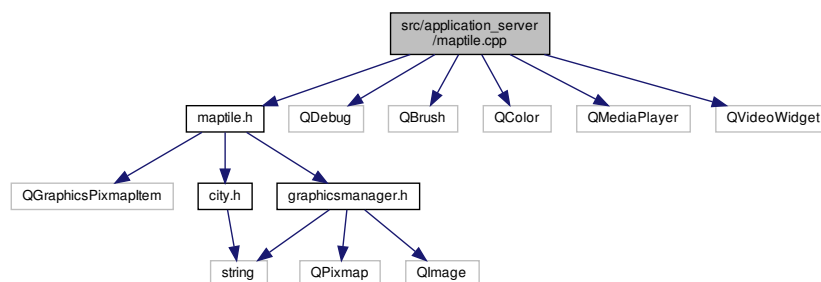 src/application_server
/maptile.cpp
maptile.h
QDebug
QBrush
QColor
QMediaPlayer
QVideoWidget
QGraphicsPixmapItem
city.h
graphicsmanager.h
string
QPixmap
QImage